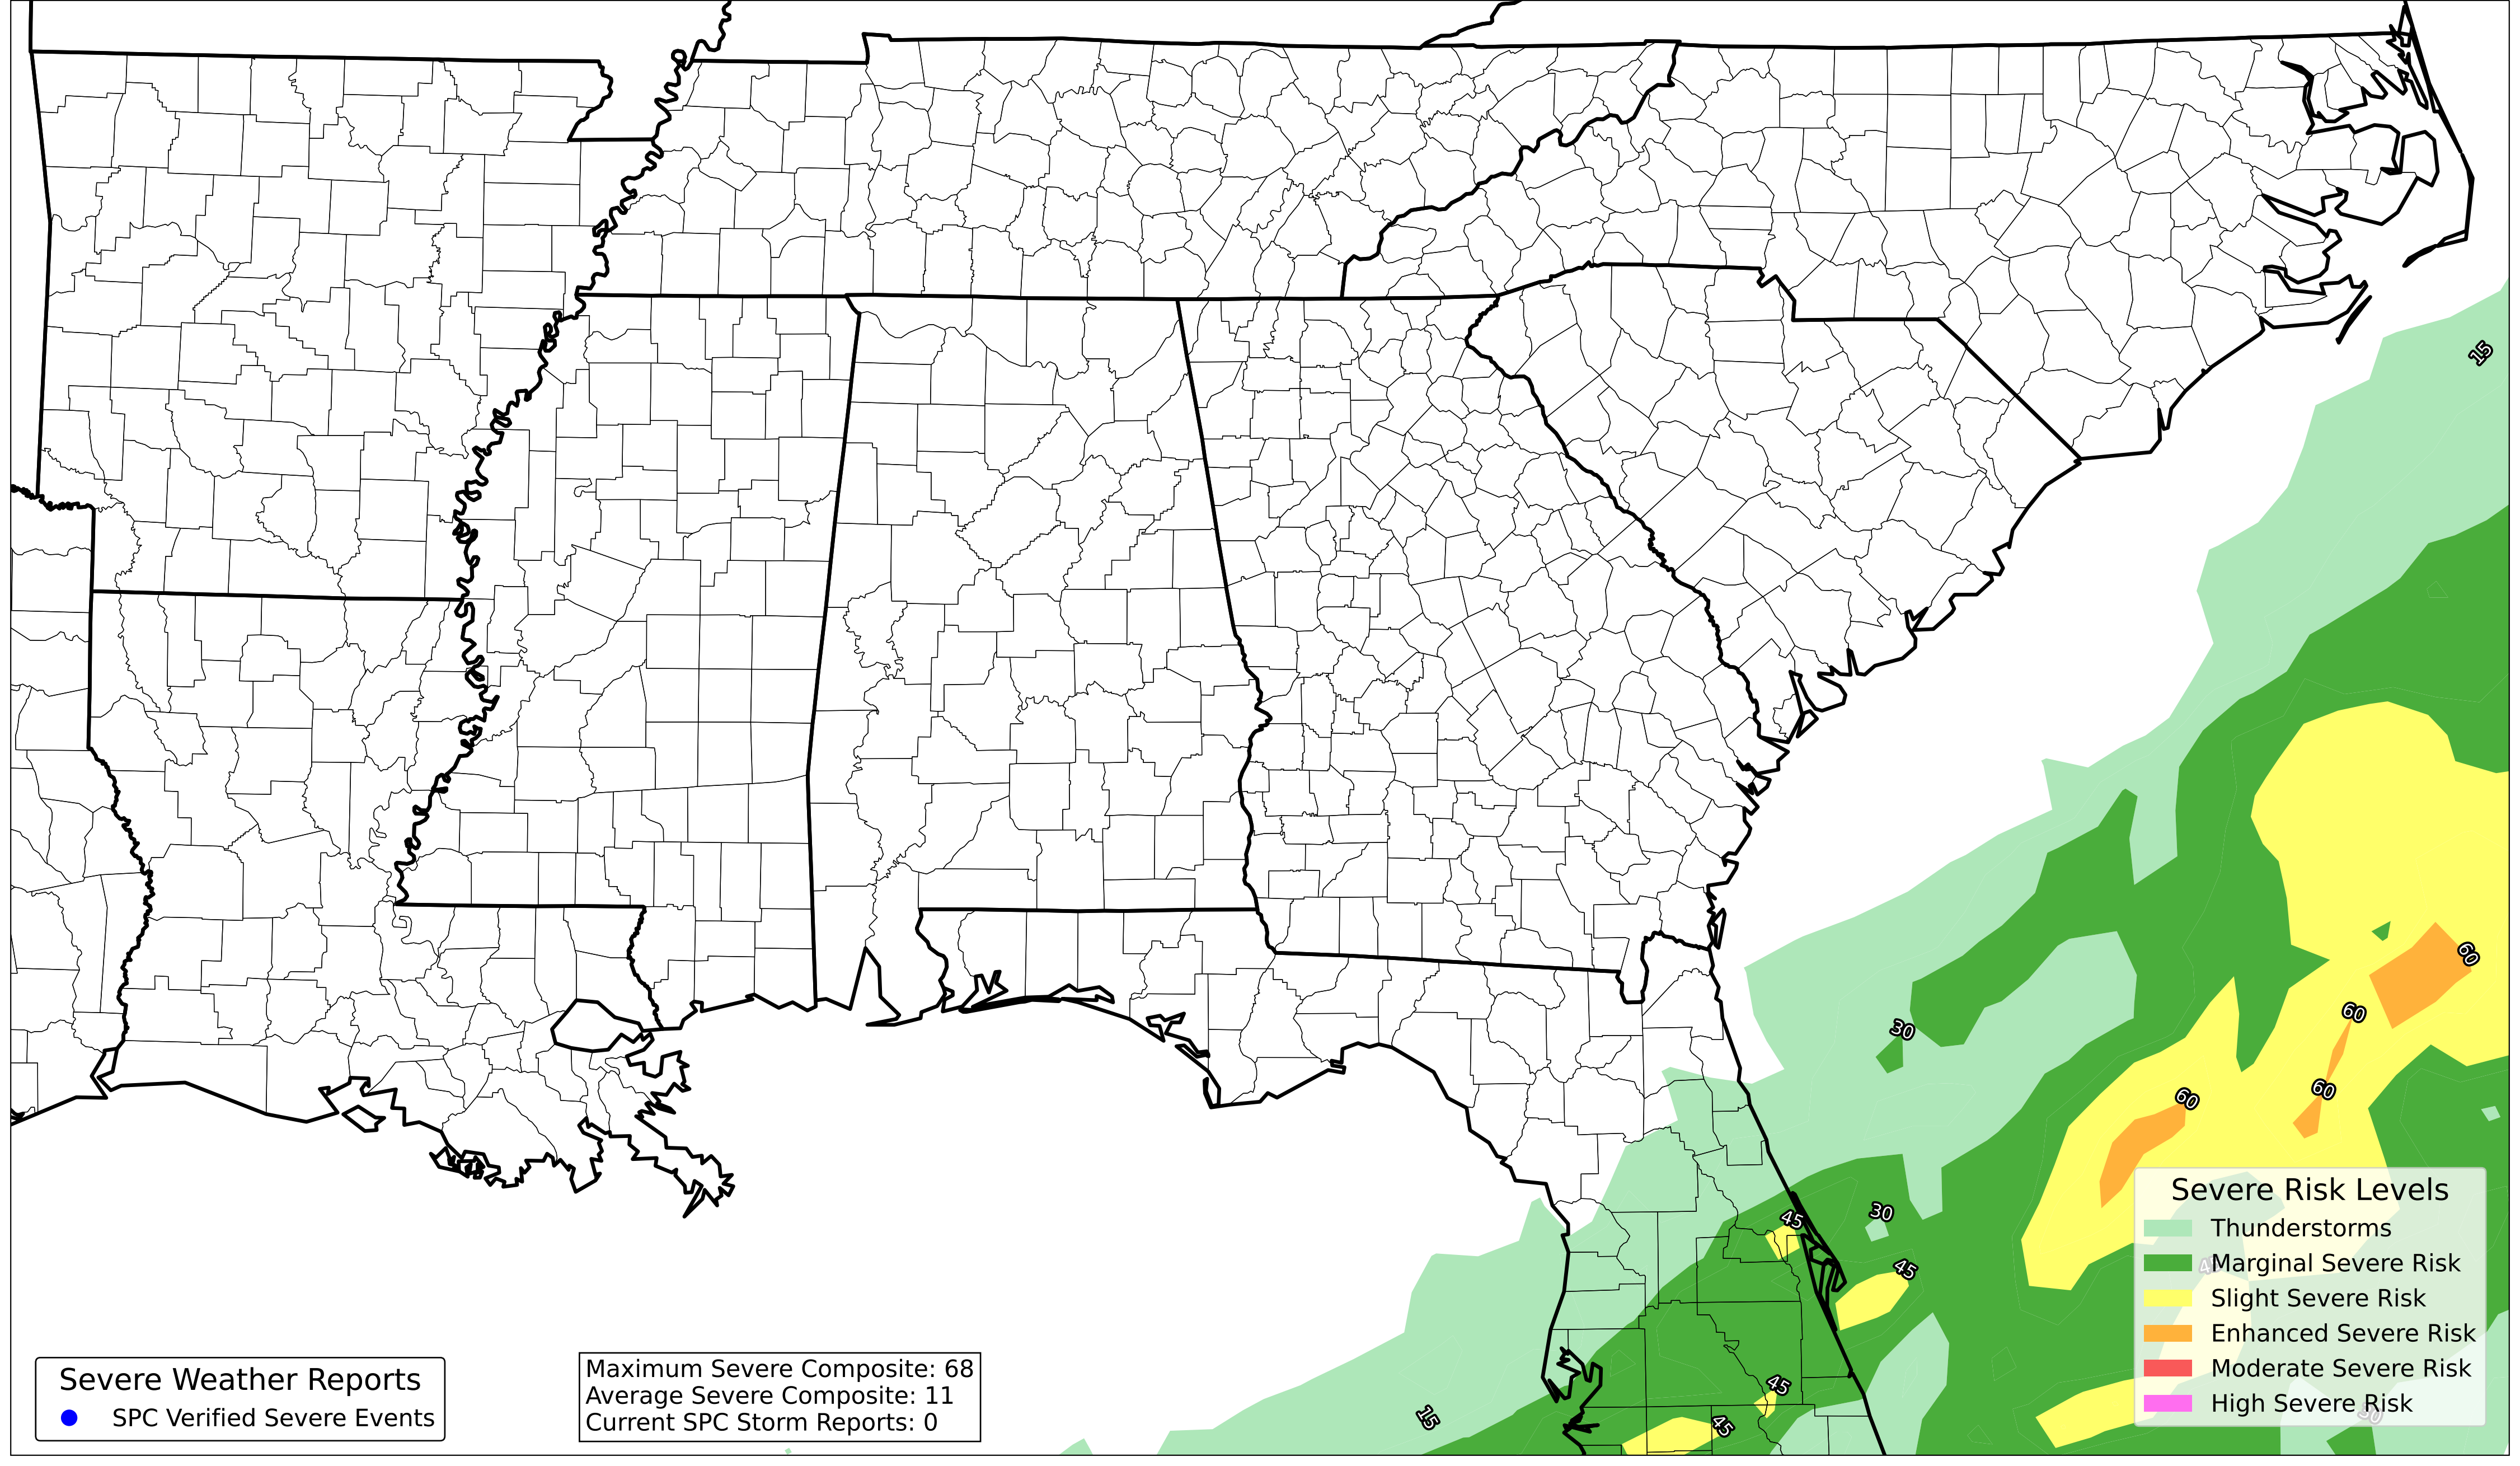 15
30
60
60
60
60
45
30
45
45
45
15
45
30
Severe Risk Levels
Thunderstorms
Marginal Severe Risk
Slight Severe Risk
Enhanced Severe Risk
Moderate Severe Risk
High Severe Risk
Severe Weather Reports
SPC Verified Severe Events
Maximum Severe Composite: 68
Average Severe Composite: 11
Current SPC Storm Reports: 0